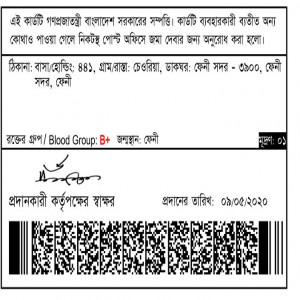 এই কার্ডটি গণপ্রজাতন্ত্রী বাংলাদেশ সরকারের সম্পত্তি। কার্ডটি ব্যবহারকারী ব্যতীত অন্য
কোথাও পাওয়া গেলে নিকটস্থ পোস্ট অফিসে জমা দেবার জন্য অনুরোধ করা হলো।
ঠিকানা: বাসা/হোল্ডিং: ৪৪১, গ্রাম/রাস্তা: চেওরিয়া, ডাকঘর: ফেনী সদর - ৩৯০০, ফেনী
সদর, ফেনী
রক্তের গ্রুপ / Blood Group: B+ জন্মস্থান: ফেনী মুদ্রণ: ০১
প্রদানকারী কর্তৃপক্ষের স্বাক্ষর প্রদানের তারিখ: ০৯/০৫/২০২০